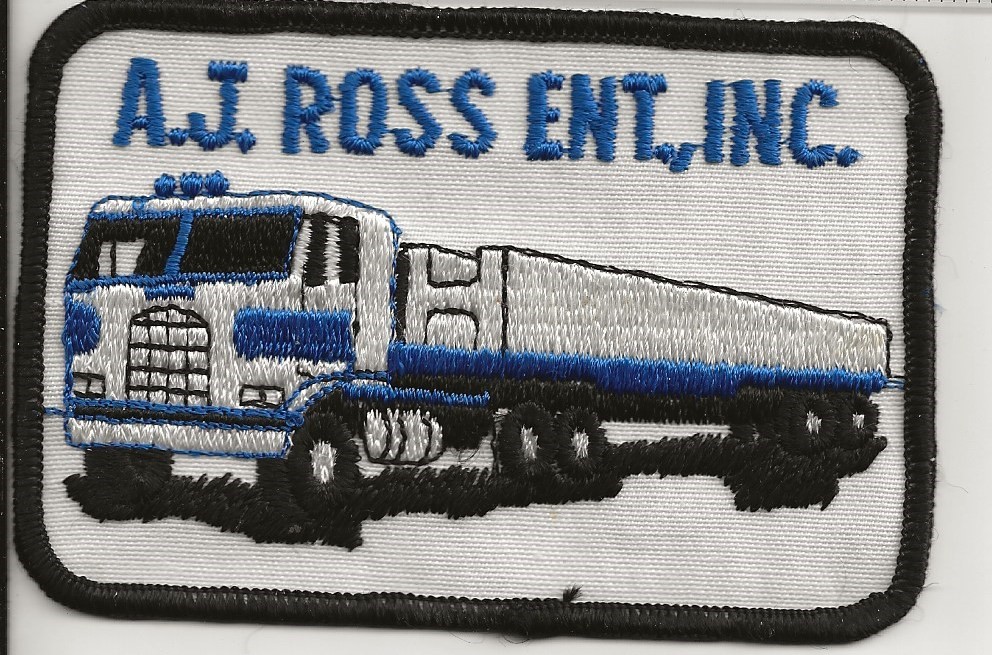 A.J. ROSS ENT., INC.